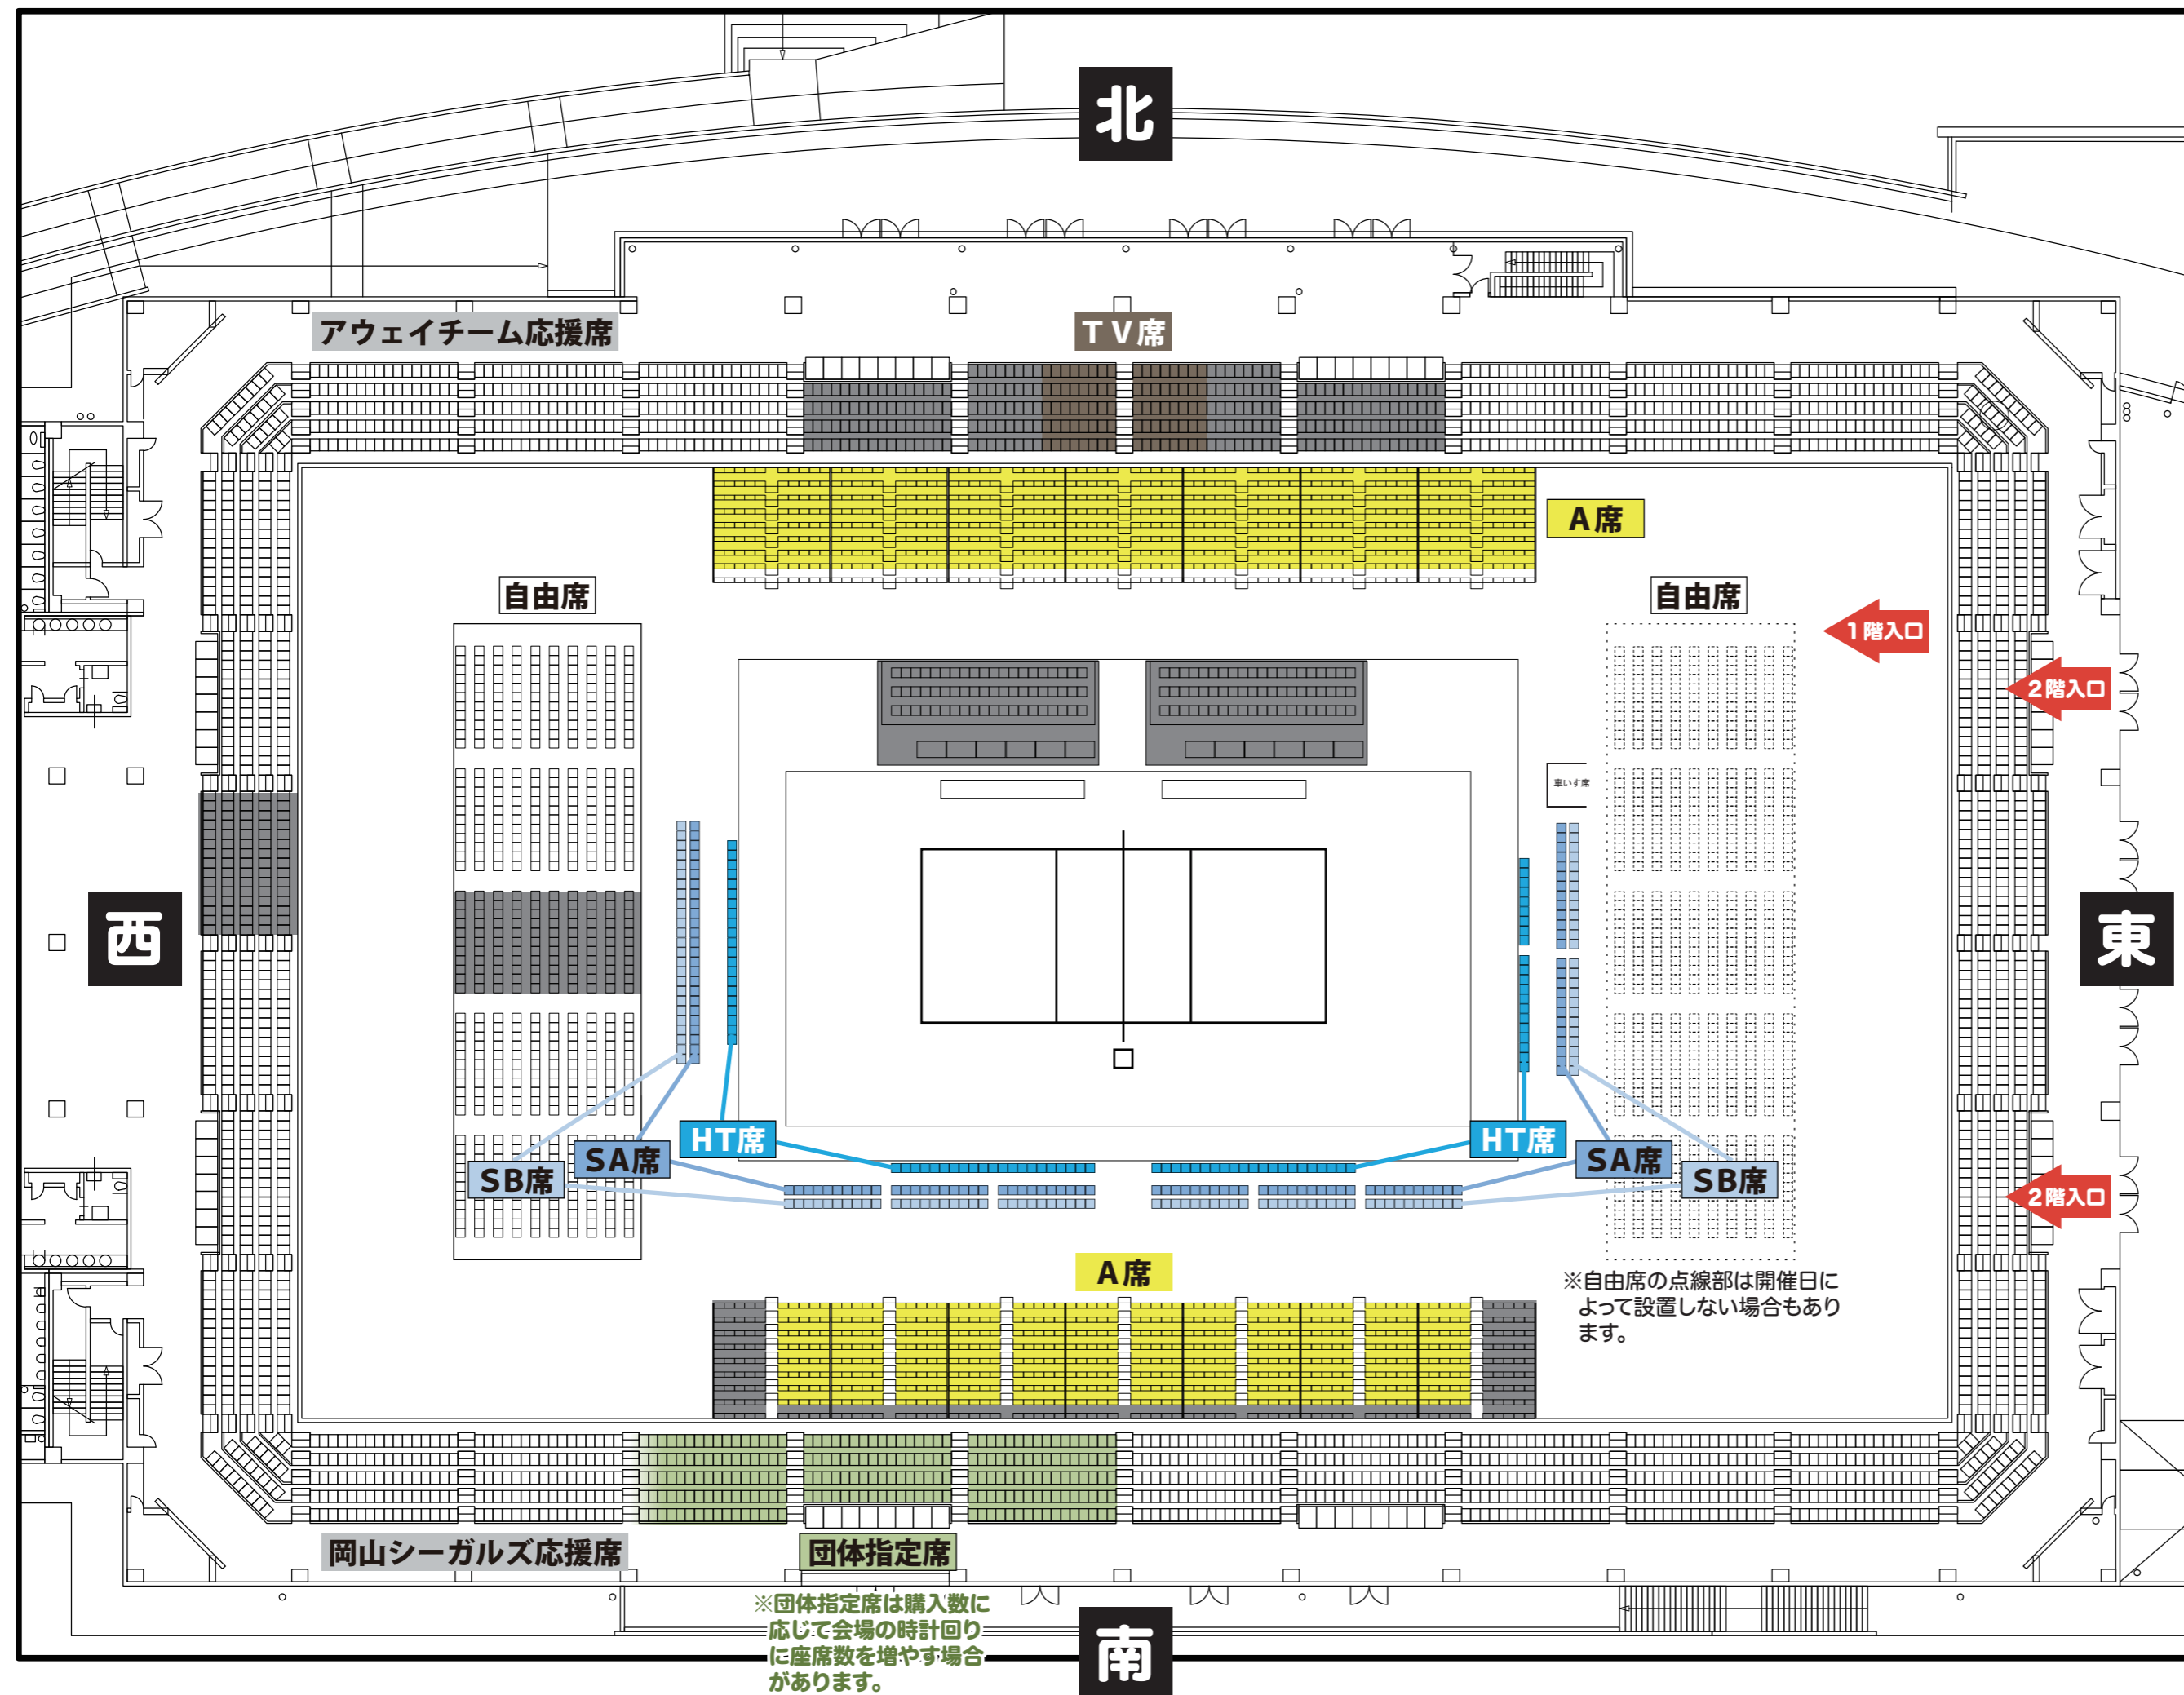 北
アウェイチーム応援席
TV席
A席
自由席
自由席
1階入口
2階入口
車いす席
西
東
HT席
HT席
SA席
SA席
SB席
SB席
2階入口
A席
※自由席の点線部は開催日に
よって設置しない場合もあり
ます。
岡山シーガルズ応援席
団体指定席
※団体指定席は購入数に
応じて会場の時計回り
に座席数を増やす場合
があります。
南